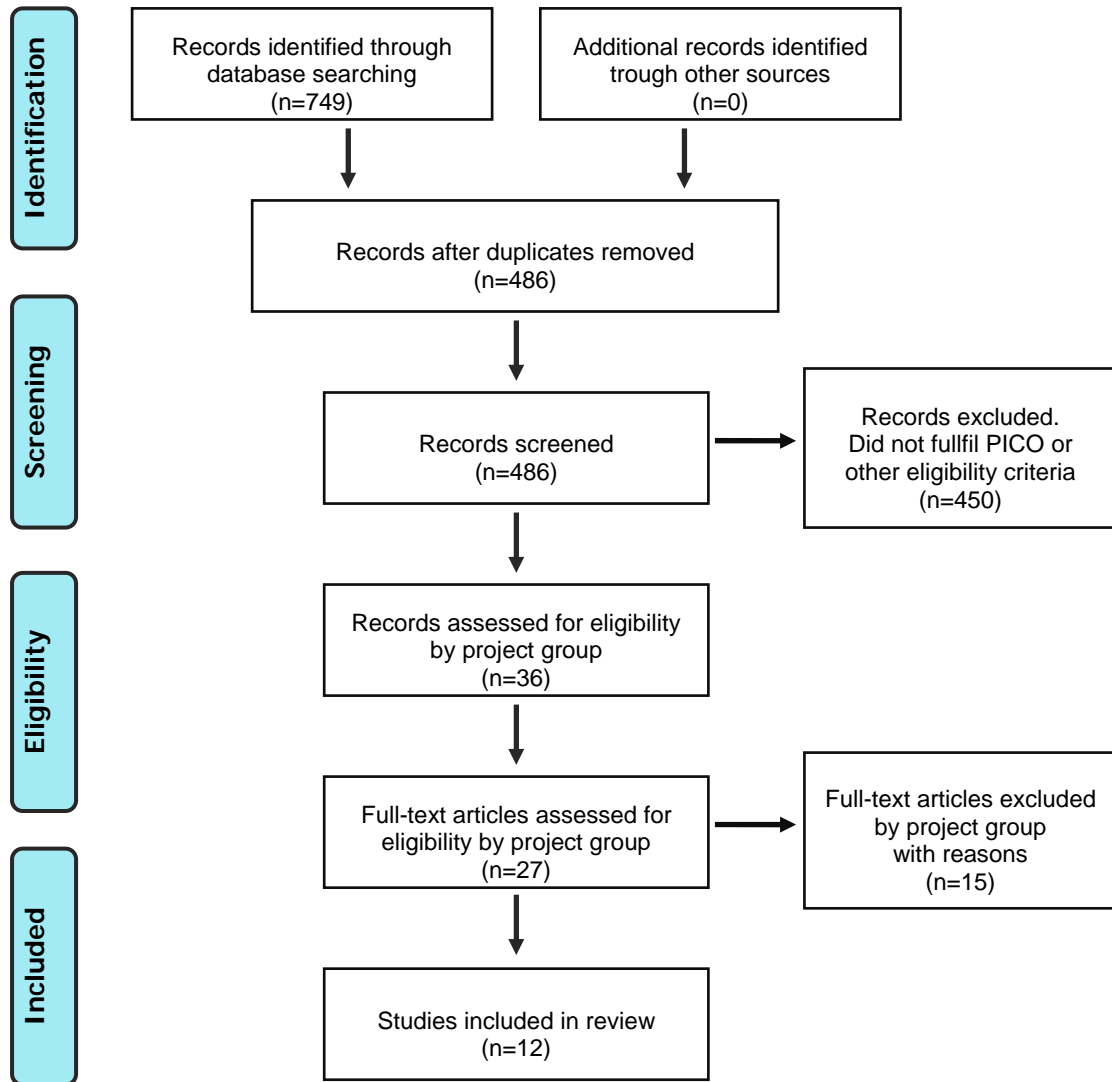 Identification
Records identified through
database searching
(n=749)
Additional records identified
trough other sources
(n=0)
Records after duplicates removed
(n=486)
Screening
Records screened
(n=486)
Records excluded.
Did not fullfil PICO or
other eligibility criteria
(n=450)
Eligibility
Records assessed for eligibility
by project group
(n=36)
Full-text articles assessed for
eligibility by project group
(n=27)
Full-text articles excluded
by project group
with reasons
(n=15)
Included
Studies included in review
(n=12)